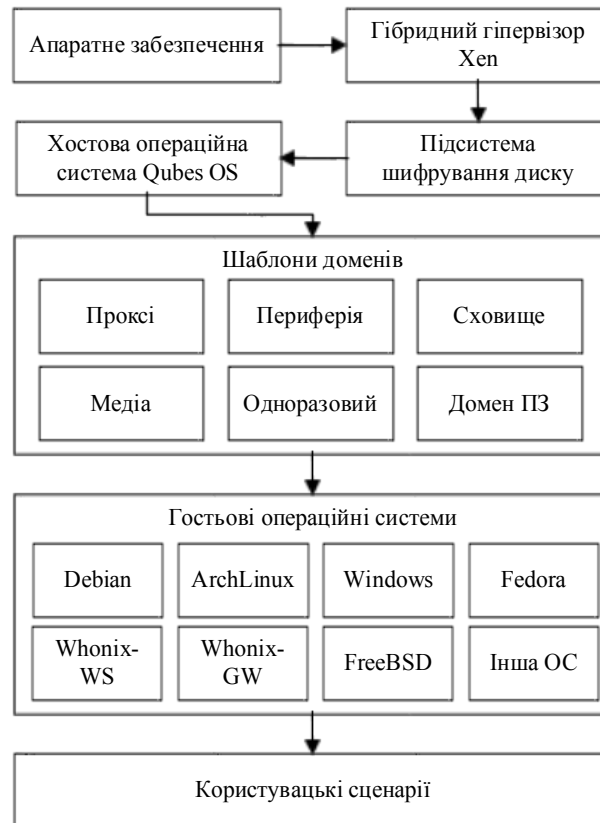 Апаратне забезпечення
Гібридний гіпервізор
Xen
Хостова операційна
система Qubes OS
Підсистема
шифрування диску
Шаблони доменів
Проксі
Периферія
Сховище
Медіа
Одноразовий
Домен ПЗ
Гостьові операційні системи
Debian
ArchLinux
Windows
Fedora
Whonix-
WS
Whonix-
GW
FreeBSD
Інша ОС
Користувацькі сценарії